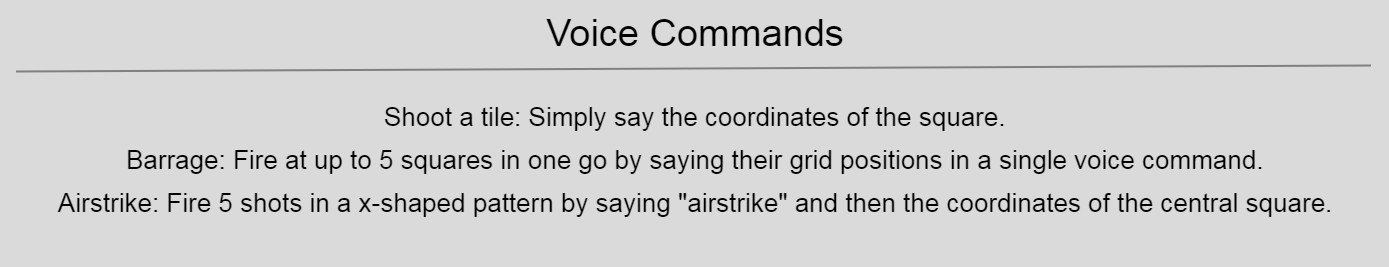 Voice Commands
Shoot a tile: Simply say the coordinates of the square.
Barrage: Fire at up to 5 squares in one go by saying their grid positions in a single voice command.
Airstrike: Fire 5 shots in a x-shaped pattern by saying "airstrike" and then the coordinates of the central square.